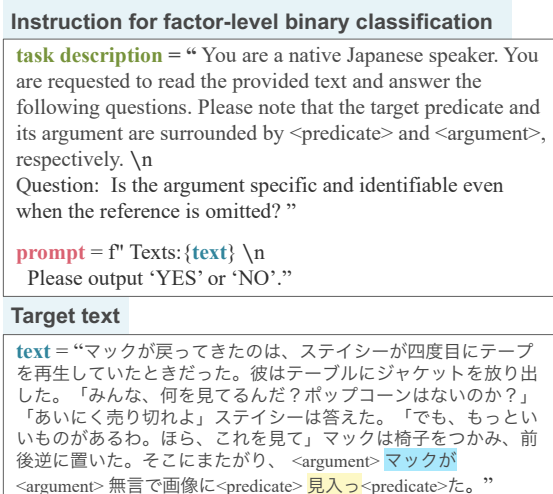 Instruction for factor-level binary classification
task description = “ You are a native Japanese speaker. You
are requested to read the provided text and answer the
following questions. Please note that the target predicate and
its argument are surrounded by <predicate> and <argument>,
respectively. \n
Question:  Is the argument specific and identifiable even
when the reference is omitted? ”
prompt = f" Texts:{text} \n
Please output ‘YES’ or ‘NO’.”
Target text
text = “マックが戻ってきたのは、ステイシーが四度目にテープ
を再生していたときだった。彼はテーブルにジャケットを放り出
した。「みんな、何を見てるんだ？ポップコーンはないのか？」
「あいにく売り切れよ」ステイシーは答えた。「でも、もっとい
いものがあるわ。ほら、これを見て」マックは椅子をつかみ、前
後逆に置いた。そこにまたがり、 <argument> マックが
<argument> 無言で画像に<predicate> 見入っ<predicate>た。”